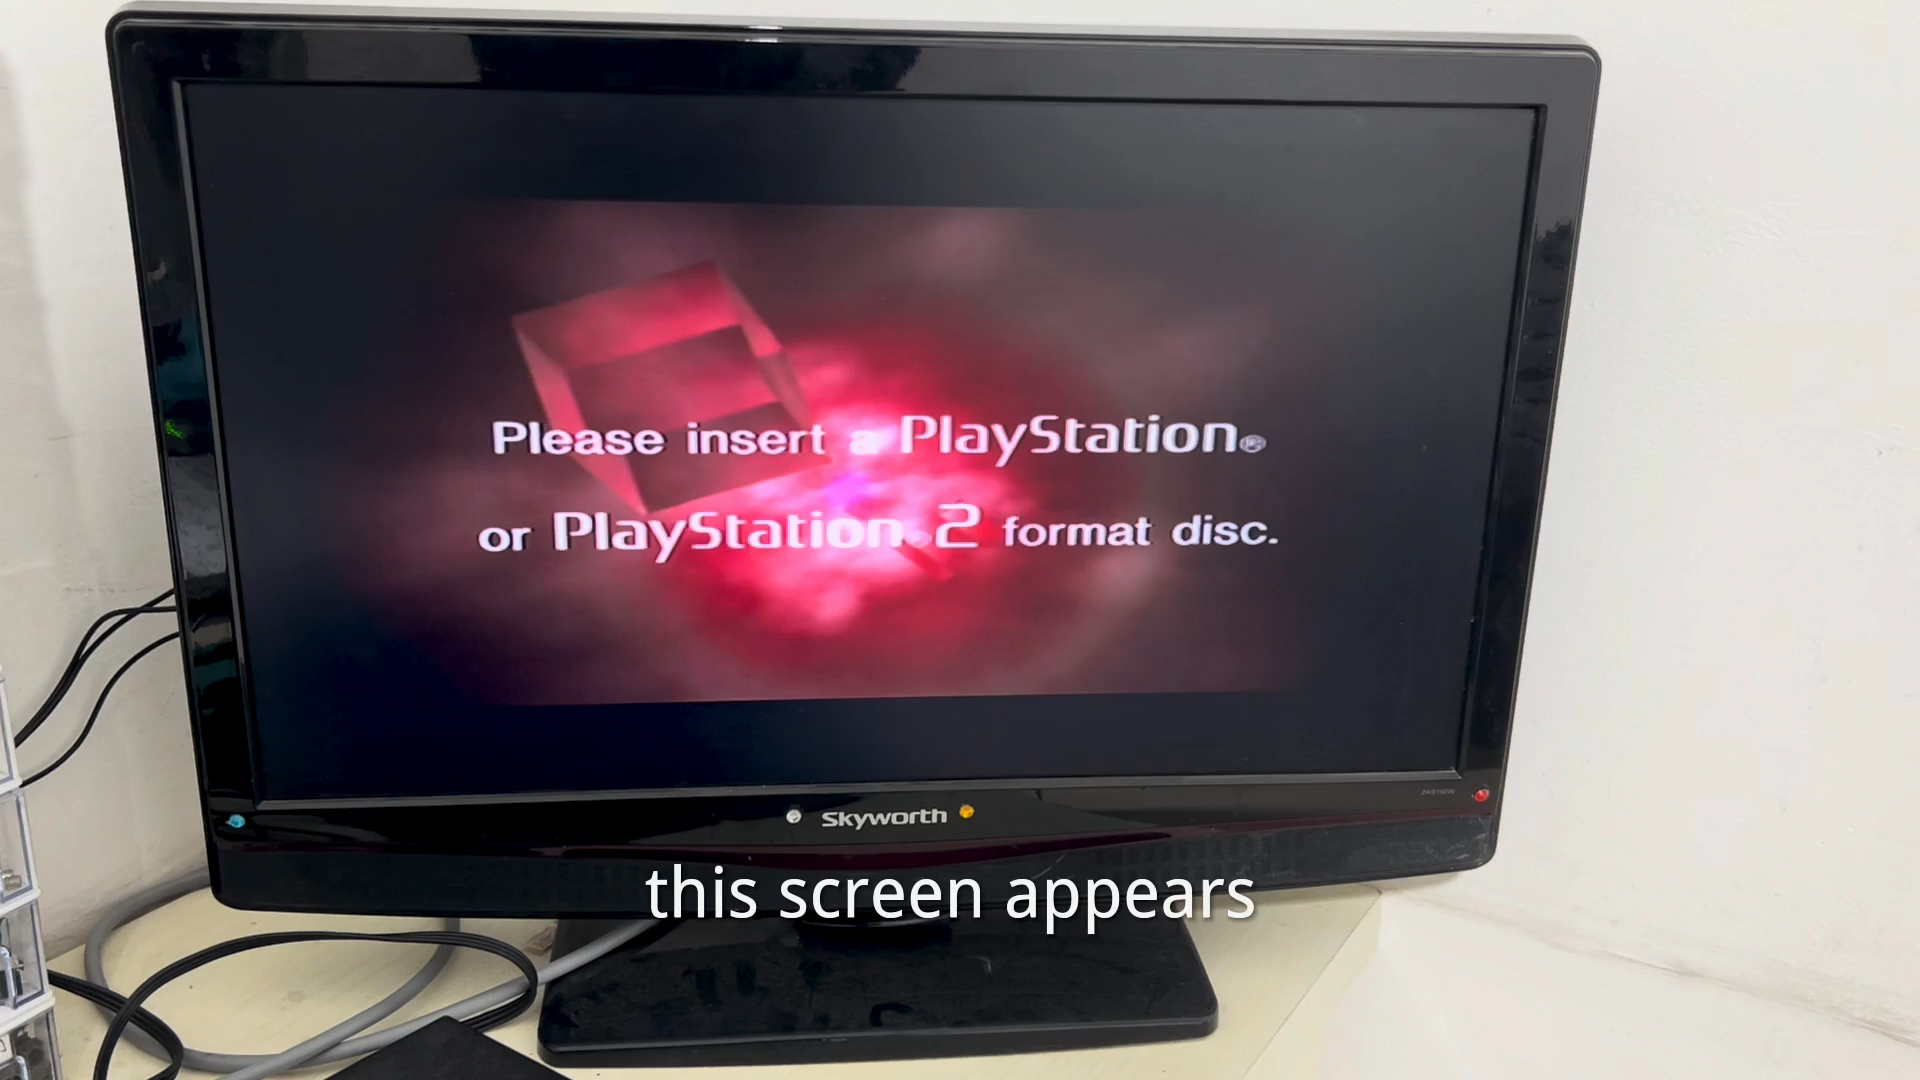 Please insert a PlayStation®
or PlayStation® 2 format disc.
Skyworth
this screen appears